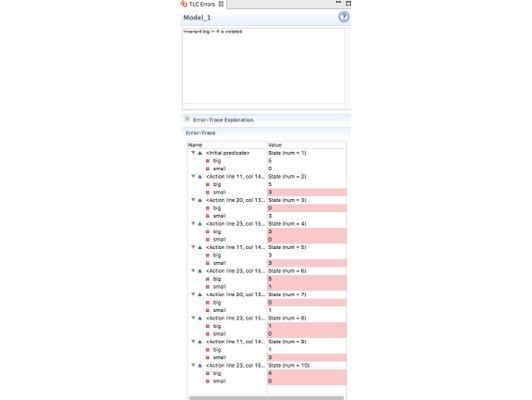 TLC Errors
Model_1
Invariant big != 4 is violated.
Error-Trace Exploration
Error-Trace
Name Value
<Initial predicate> State (num = 1)
big 5
small 0
<Action line 11, col 14... State (num = 2)
big 5
small 3
<Action line 20, col 13... State (num = 3)
big 0
small 3
<Action line 23, col 15... State (num = 4)
big 3
small 0
<Action line 11, col 14... State (num = 5)
big 3
small 3
<Action line 23, col 15... State (num = 6)
big 5
small 1
<Action line 20, col 13... State (num = 7)
big 0
small 1
<Action line 23, col 15... State (num = 8)
big 1
small 0
<Action line 11, col 14... State (num = 9)
big 1
small 3
<Action line 23, col 15... State (num = 10)
big 4
small 0